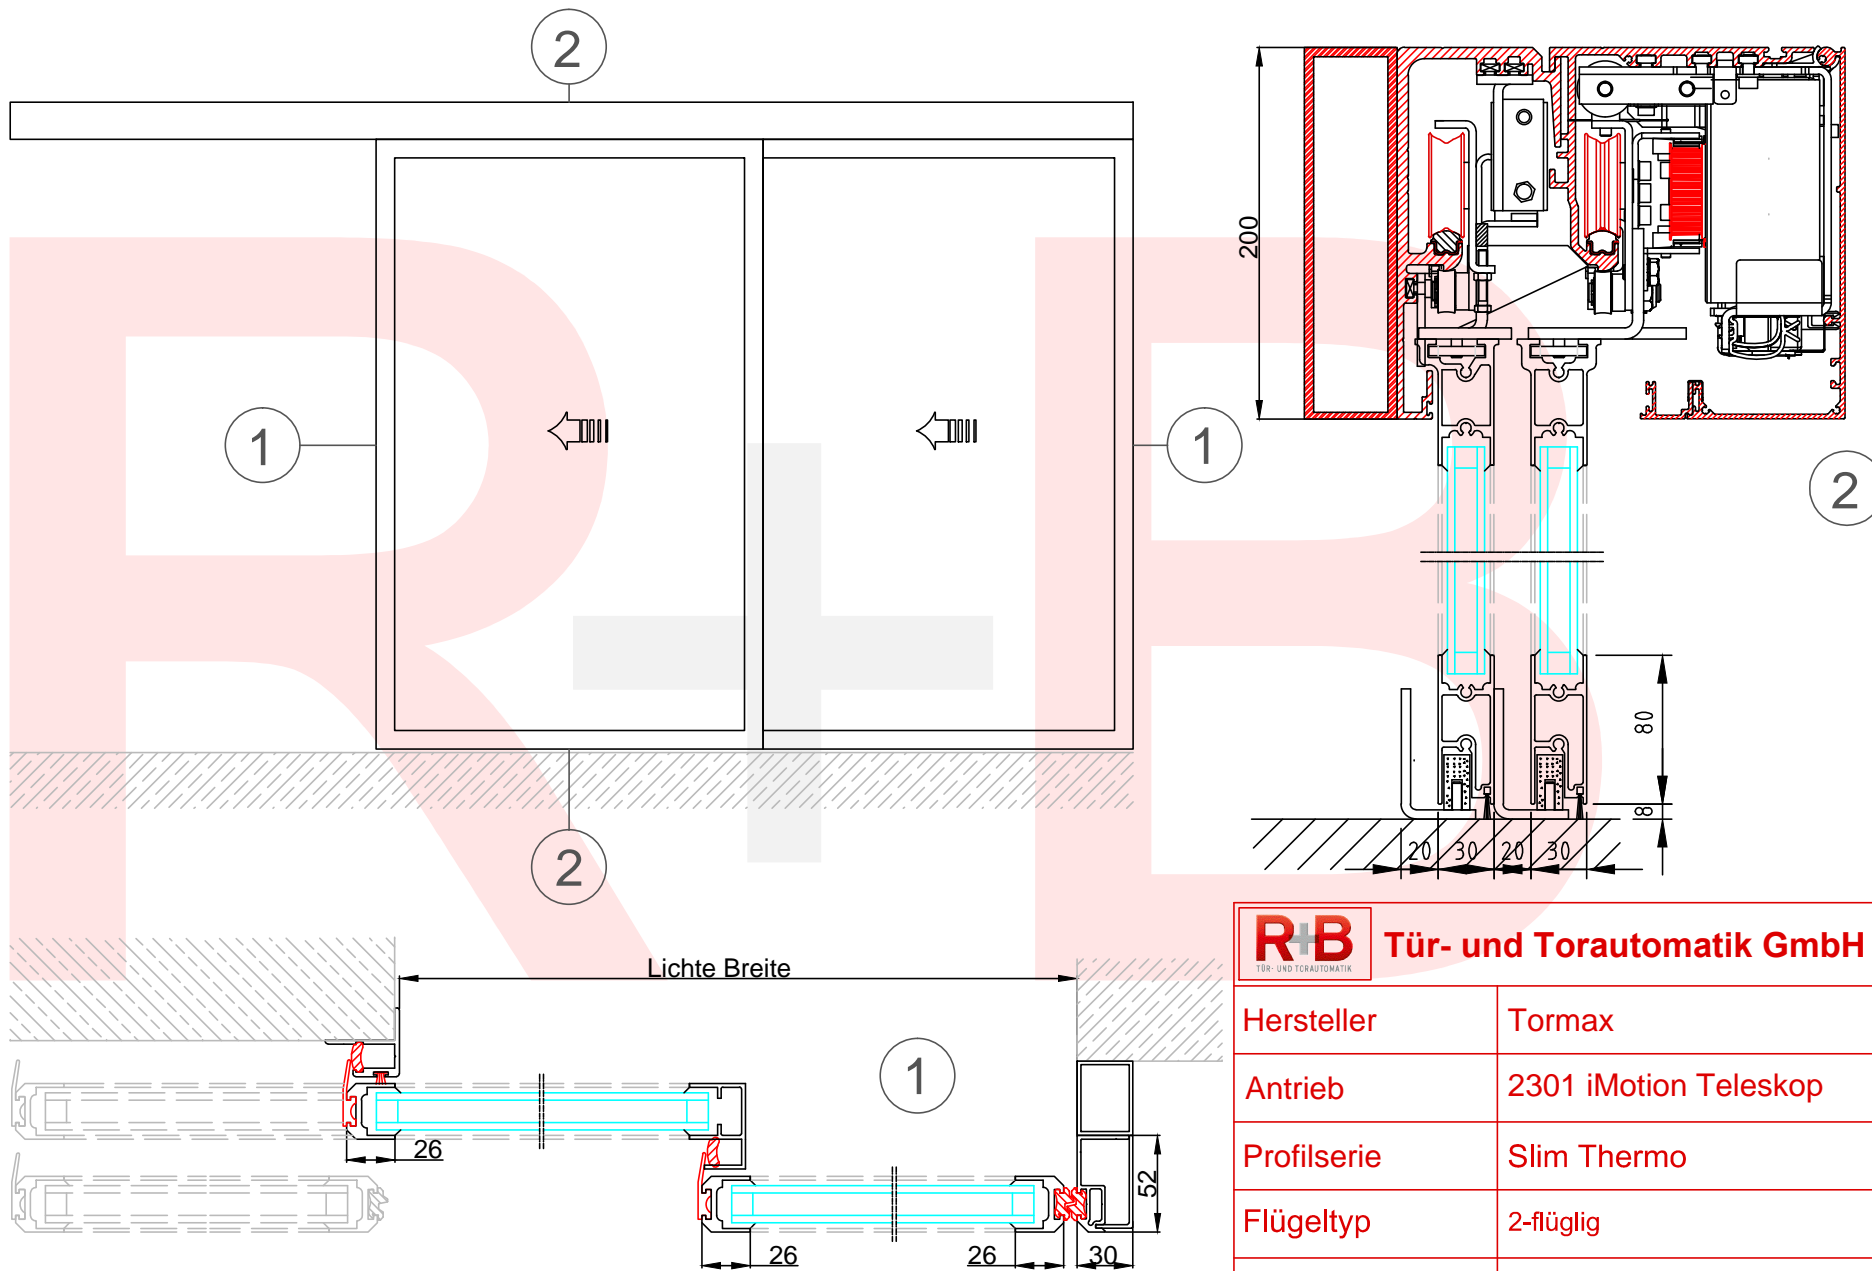 2
1
1
2
200
2
80
8
20 30 20 30
R+B
R+B
TÜR- UND TORAUTOMATIK
Tür- und Torautomatik GmbH
Hersteller Tormax
Antrieb 2301 iMotion Teleskop
Profilserie Slim Thermo
Flügeltyp 2-flüglig
Lichte Breite
1
26
52
26
26
30